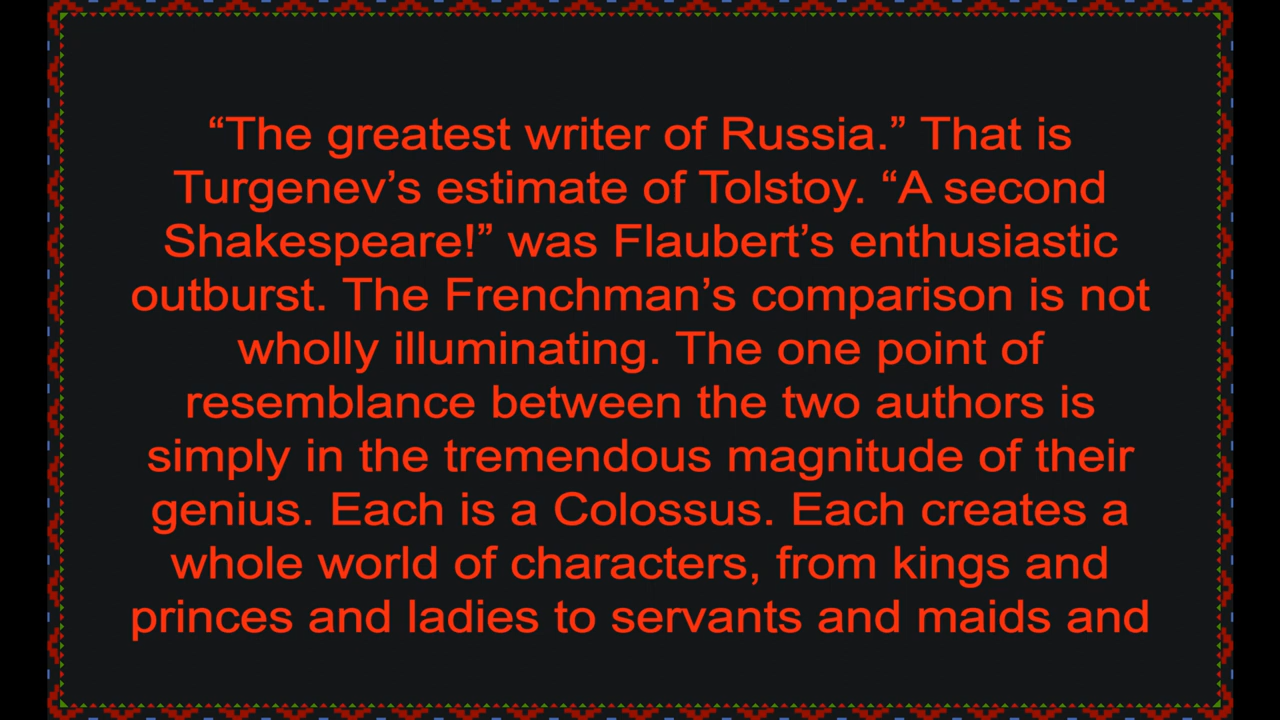 “The greatest writer of Russia.” That is
Turgenev’s estimate of Tolstoy. “A second
Shakespeare!” was Flaubert’s enthusiastic
outburst. The Frenchman’s comparison is not
wholly illuminating. The one point of
resemblance between the two authors is
simply in the tremendous magnitude of their
genius. Each is a Colossus. Each creates a
whole world of characters, from kings and
princes and ladies to servants and maids and